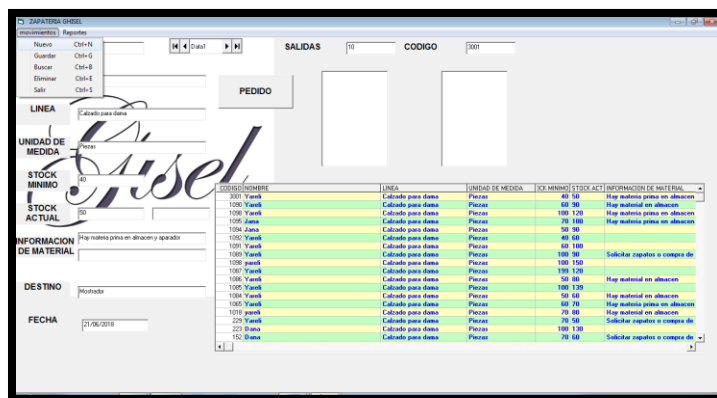 ZAPATERIA GHISEL
movimientos Reportes
Nuevo Ctrl+N
Guardar Ctrl+G
Buscar Ctrl+B
Eliminar Ctrl+E
Salir Ctrl+S
Data1
SALIDAS 10 CODIGO 3001
PEDIDO
LINEA Calzado para dama
UNIDAD DE MEDIDA Piezas
STOCK MINIMO 40
STOCK ACTUAL 50
INFORMACION DE MATERIAL Hay materia prima en almacen y aparador
DESTINO Mostrador
FECHA 21/06/2018
Ghisel
CODIGO NOMBRE LINEA UNIDAD DE MEDIDA CK MINIMO STOCK ACT INFORMACION DE MATERIAL
3001 Yareli Calzado para dama Piezas 40 50 Hay materia prima en almacen
1090 Yareli Calzado para dama Piezas 60 90 Hay material en almacen
1098 Yareli Calzado para dama Piezas 100 120 Hay materia prima en almacen
1095 Jana Calzado para dama Piezas 70 100 Hay materia prima en almacen
1094 Jana Calzado para dama Piezas 50 90
1092 Yareli Calzado para dama Piezas 40 60
1091 Yareli Calzado para dama Piezas 60 100
1089 Yareli Calzado para dama Piezas 100 90 Solicitar zapatos o compra de
1096 yareli Calzado para dama Piezas 100 150
1087 Yareli Calzado para dama Piezas 199 120
1086 Yareli Calzado para dama Piezas 50 80 Hay material en almacen
1085 Yareli Calzado para dama Piezas 100 139
1084 Yareli Calzado para dama Piezas 50 60 Hay material en almacen
1065 Yareli Calzado para dama Piezas 60 70 Hay materia prima en almacen
1018 yareli Calzado para dama Piezas 70 80 Hay material en almacen
229 Yareli Calzado para dama Piezas 70 50 Solicitar zapatos o compra de
223 Dana Calzado para dama Piezas 100 130
152 Dana Calzado para dama Piezas 70 60 Solicitar zapatos o compra de